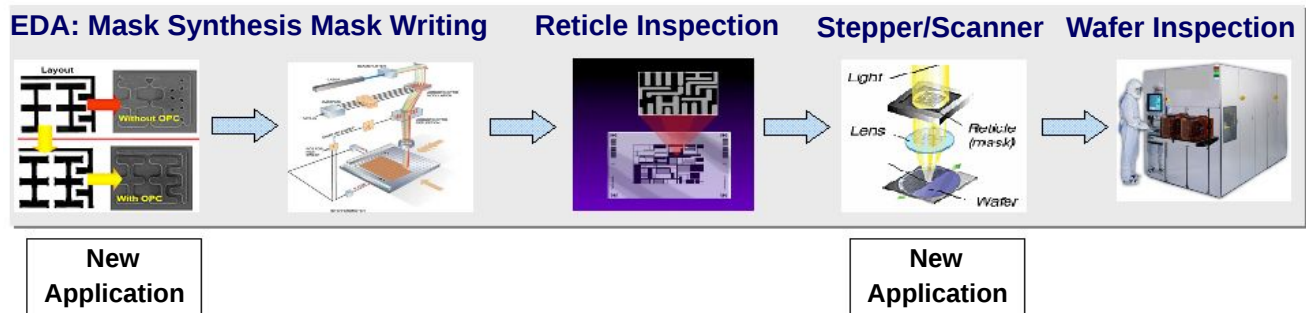 EDA: Mask Synthesis Mask Writing Reticle Inspection Stepper/Scanner Wafer Inspection
Layout
Without OPC
With OPC
Light
Reticle
(mask)
Lens
Wafer
New
Application
New
Application